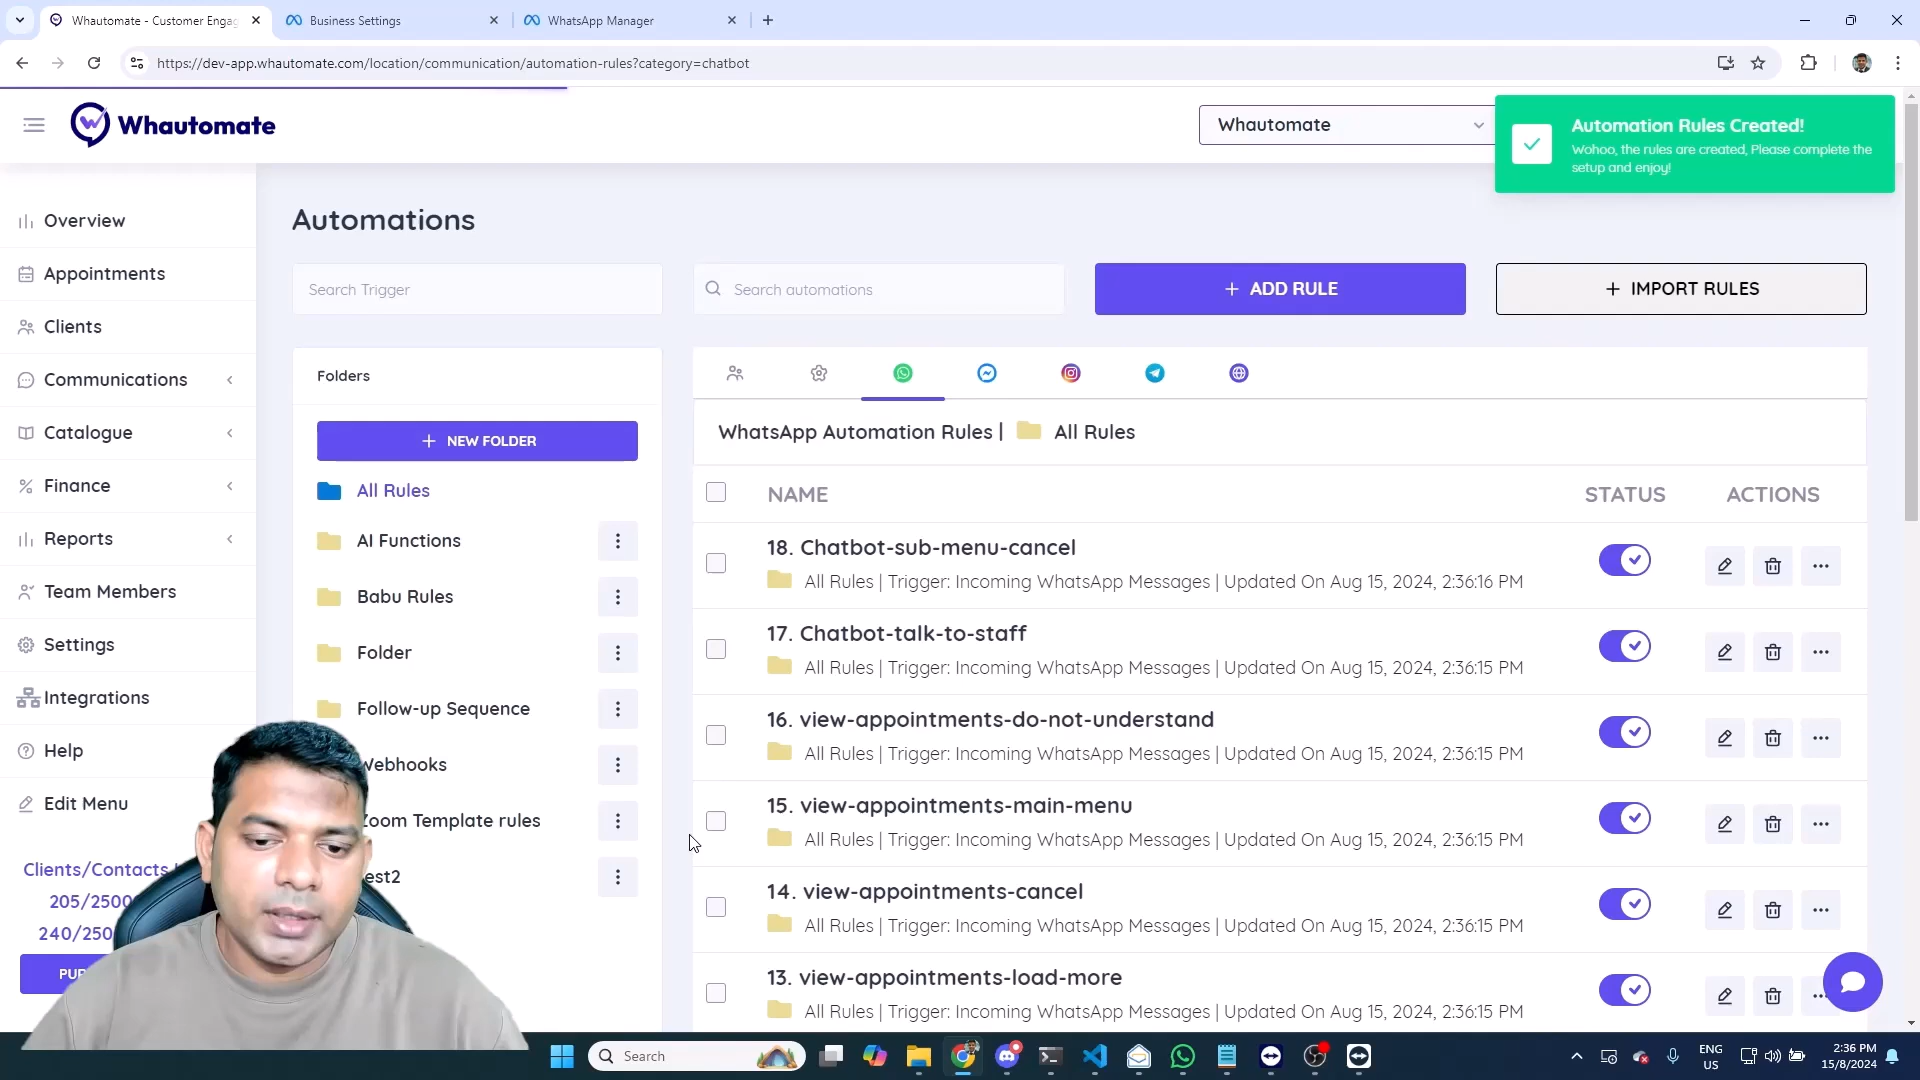 Whautomate - Customer Engag
Business Settings
WhatsApp Manager
https://dev-app.whautomate.com/location/communication/automation-rules?category=chatbot
Whautomate
Whautomate
Automation Rules Created!
Wohoo, the rules are created, Please complete the
setup and enjoy!
Overview
Appointments
Clients
Communications
Catalogue
Finance
Reports
Team Members
Settings
Integrations
Help
Edit Menu
Clients/Contacts
205/2500
240/250
Automations
Search Trigger
Search automations
+ ADD RULE
+ IMPORT RULES
Folders
+ NEW FOLDER
All Rules
AI Functions
Babu Rules
Folder
Follow-up Sequence
Webhooks
Zoom Template rules
est2
WhatsApp Automation Rules | All Rules
NAME
STATUS
ACTIONS
18. Chatbot-sub-menu-cancel
All Rules | Trigger: Incoming WhatsApp Messages | Updated On Aug 15, 2024, 2:36:16 PM
17. Chatbot-talk-to-staff
All Rules | Trigger: Incoming WhatsApp Messages | Updated On Aug 15, 2024, 2:36:15 PM
16. view-appointments-do-not-understand
All Rules | Trigger: Incoming WhatsApp Messages | Updated On Aug 15, 2024, 2:36:15 PM
15. view-appointments-main-menu
All Rules | Trigger: Incoming WhatsApp Messages | Updated On Aug 15, 2024, 2:36:15 PM
14. view-appointments-cancel
All Rules | Trigger: Incoming WhatsApp Messages | Updated On Aug 15, 2024, 2:36:15 PM
13. view-appointments-load-more
All Rules | Trigger: Incoming WhatsApp Messages | Updated On Aug 15, 2024, 2:36:15 PM
Search
ENG
US
2:36 PM
15/8/2024